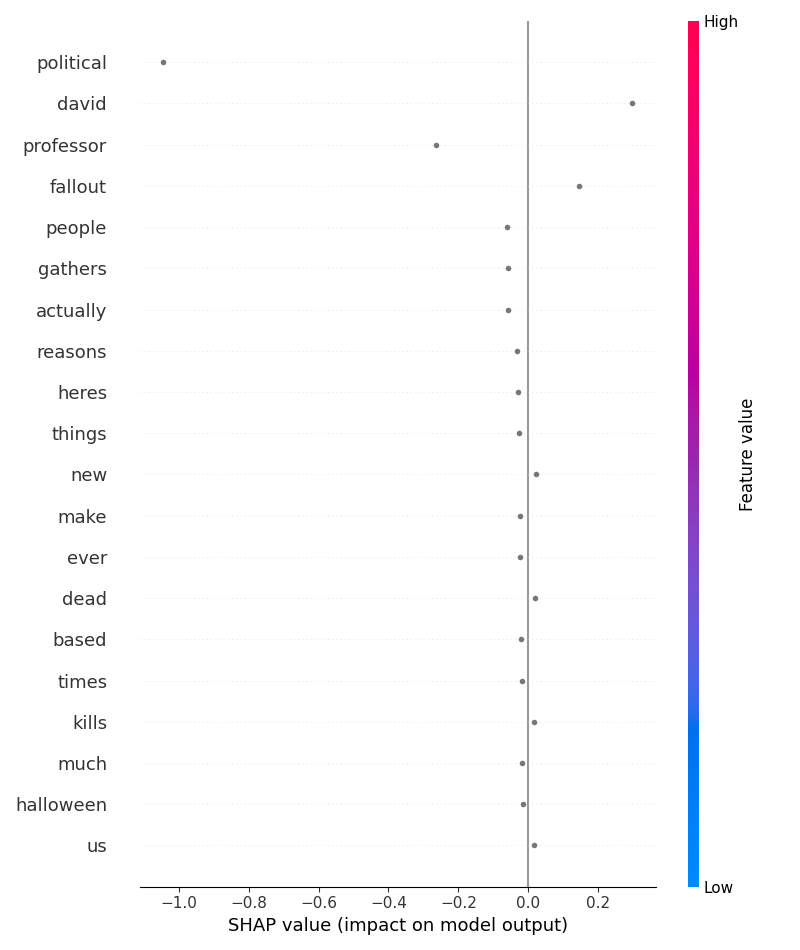 High
political
david
professor
fallout
people
gathers
actually
reasons
heres
things
new
make
ever
dead
based
times
kills
much
halloween
us
Feature value
Low
−1.0 −0.8 −0.6 −0.4 −0.2 0.0 0.2
SHAP value (impact on model output)